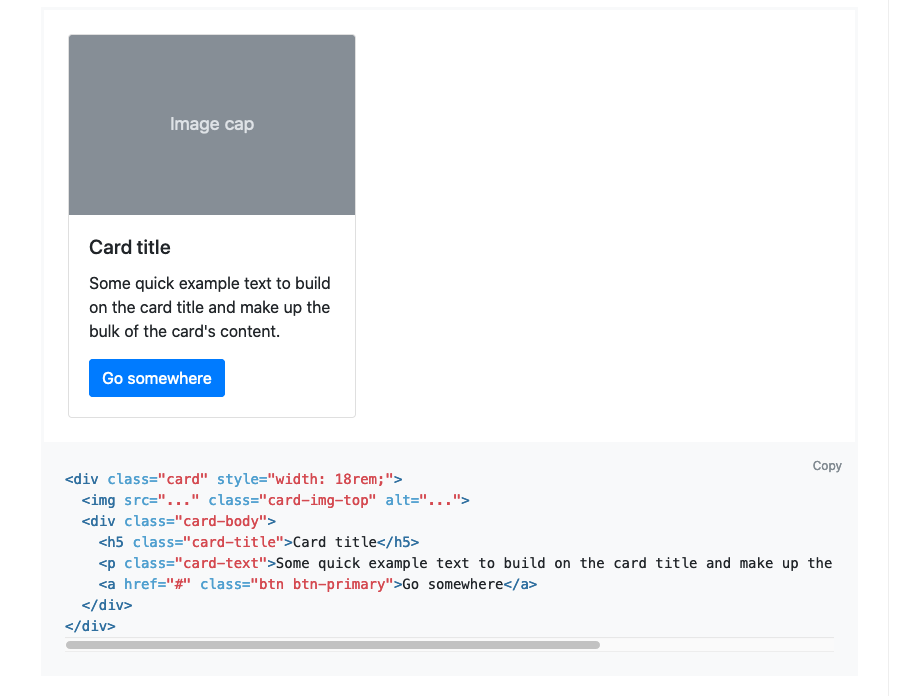 Image cap
Card title
Some quick example text to build
on the card title and make up the
bulk of the card's content.
Go somewhere
Copy
<div class="card" style="width: 18rem;">
  <img src="..." class="card-img-top" alt="...">
  <div class="card-body">
    <h5 class="card-title">Card title</h5>
    <p class="card-text">Some quick example text to build on the card title and make up the
    <a href="#" class="btn btn-primary">Go somewhere</a>
  </div>
</div>